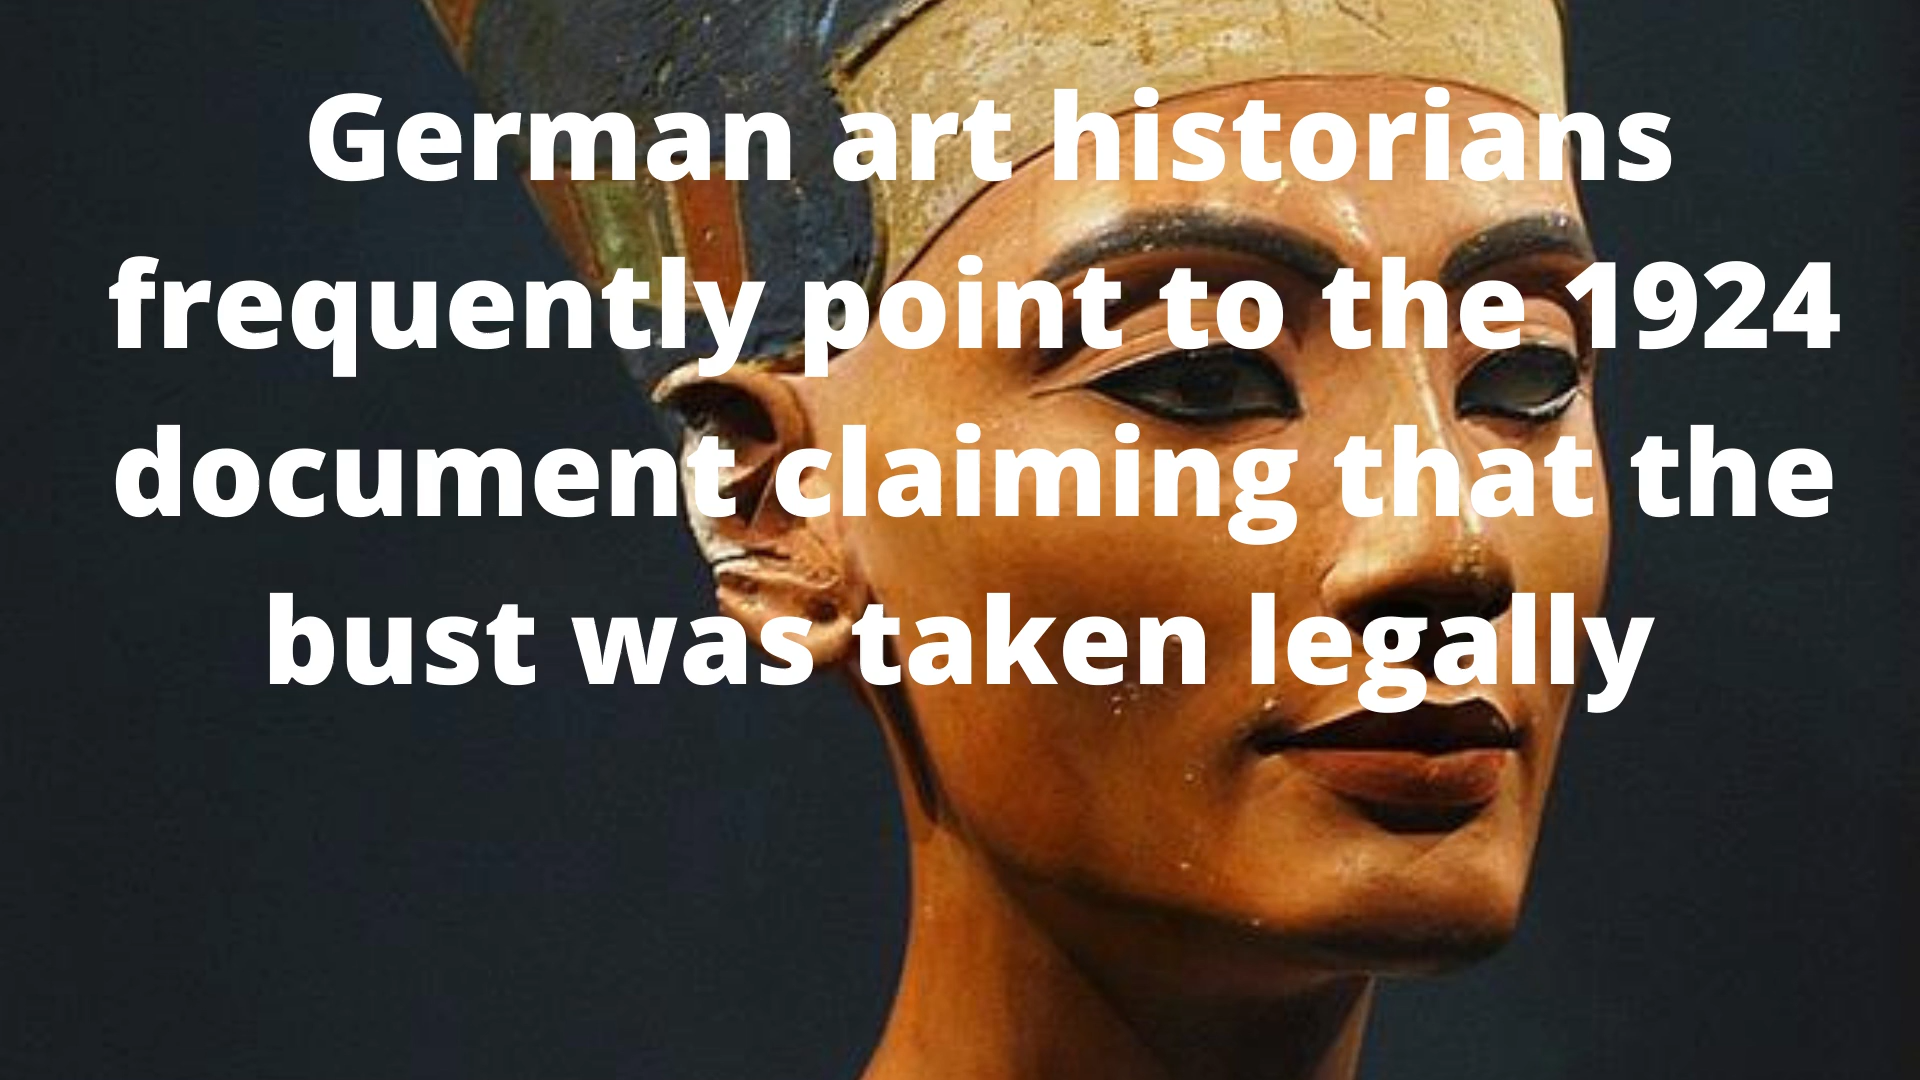 German art historians
frequently point to the 1924
document claiming that the
bust was taken legally